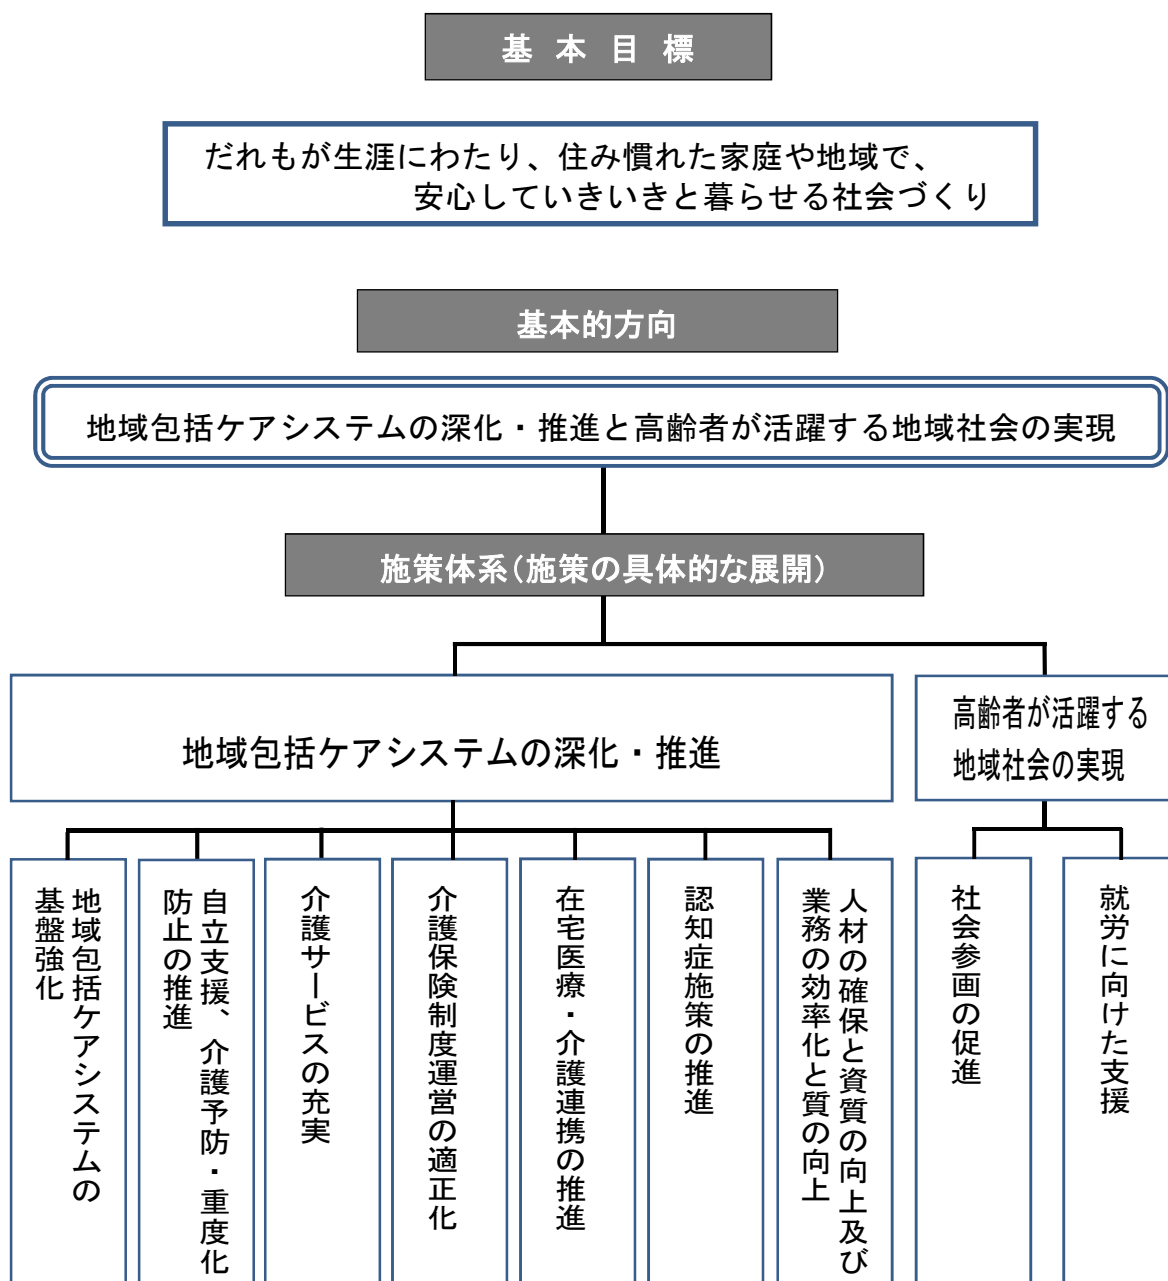 基本目標
だれもが生涯にわたり、住み慣れた家庭や地域で、
安心していきいきと暮らせる社会づくり
基本的方向
地域包括ケアシステムの深化・推進と高齢者が活躍する地域社会の実現
施策体系(施策の具体的な展開)
地域包括ケアシステムの深化・推進
高齢者が活躍する
地域社会の実現
地域包括ケアシステムの
基盤強化
自立支援、介護予防・重度化
防止の推進
介護サービスの充実
介護保険制度運営の適正化
在宅医療・介護連携の推進
認知症施策の推進
人材の確保と資質の向上及び
業務の効率化と質の向上
社会参画の促進
就労に向けた支援